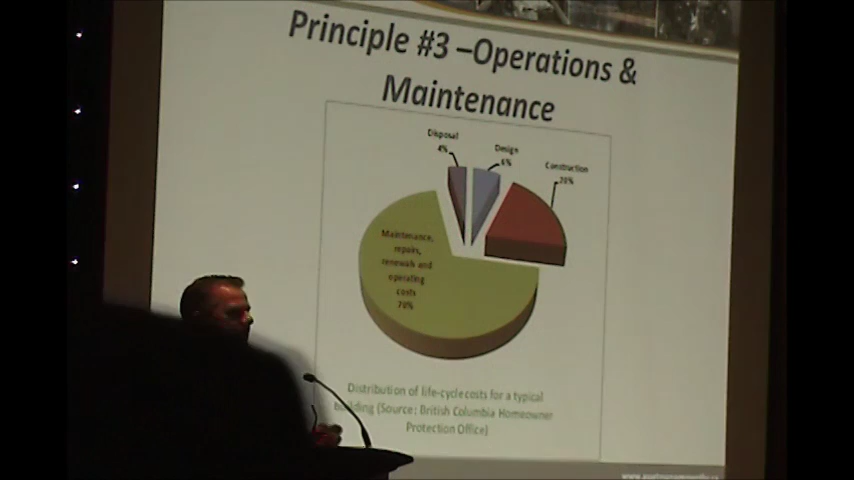 Principle #3 –Operations &
Maintenance
Disposal
4%
Design
6%
Construction
20%
Maintenance,
repairs,
renewals and
operating
costs
70%
Distribution of life-cycle costs for a typical
building (Source: British Columbia Homeowner
Protection Office)